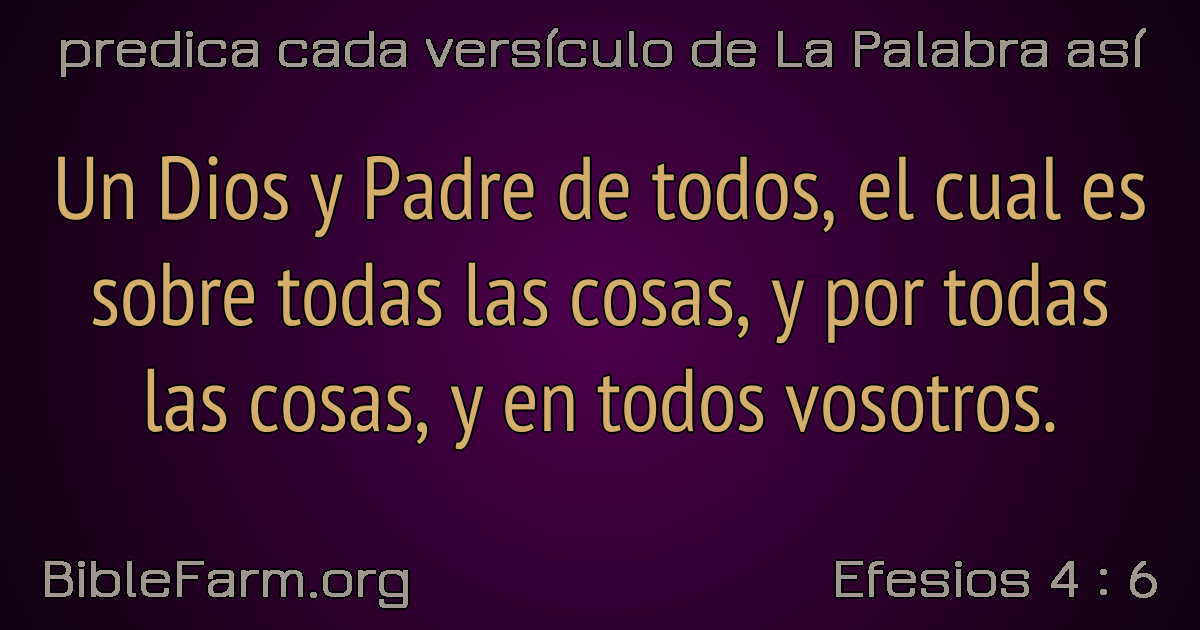 predica cada versículo de La Palabra así
Un Dios y Padre de todos, el cual es
sobre todas las cosas, y por todas
las cosas, y en todos vosotros.
BibleFarm.org
Efesios 4 : 6